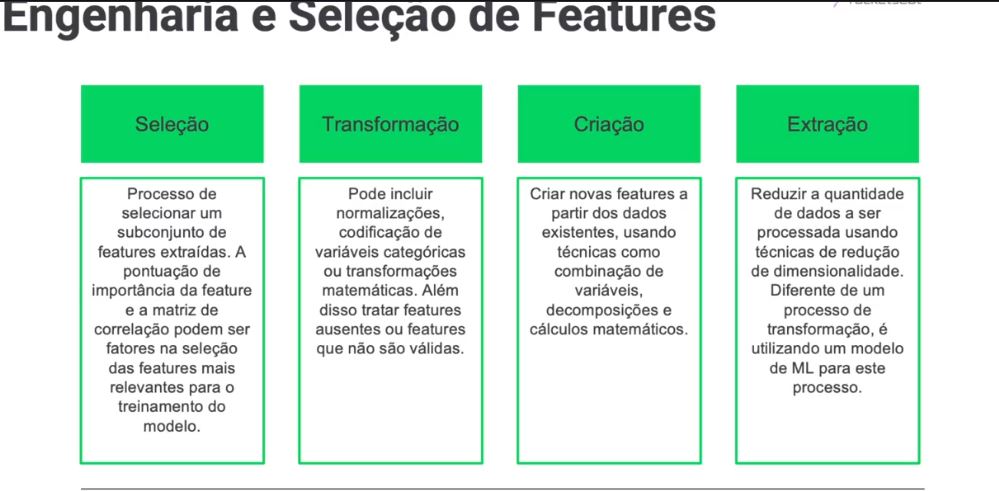 Engenharia e Seleção de Features
Seleção
Processo de
selecionar um
subconjunto de
features extraídas. A
pontuação de
importância da feature
e a matriz de
correlação podem ser
fatores na seleção
das features mais
relevantes para o
treinamento do
modelo.
Transformação
Pode incluir
normalizações,
codificação de
variáveis categóricas
ou transformações
matemáticas. Além
disso tratar features
ausentes ou features
que não são válidas.
Criação
Criar novas features a
partir dos dados
existentes, usando
técnicas como
combinação de
variáveis,
decomposições e
cálculos matemáticos.
Extração
Reduzir a quantidade
de dados a ser
processada usando
técnicas de redução
de dimensionalidade.
Diferente de um
processo de
transformação, é
utilizando um modelo
de ML para este
processo.